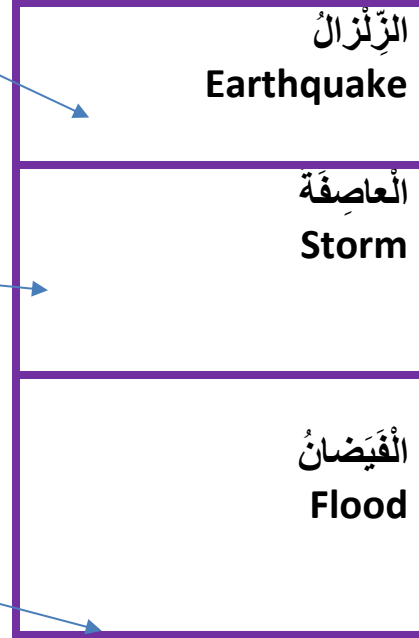 الزِّلْزالُ
Earthquake
الْعاصِفَةُ
Storm
الْفَيَضانُ
Flood